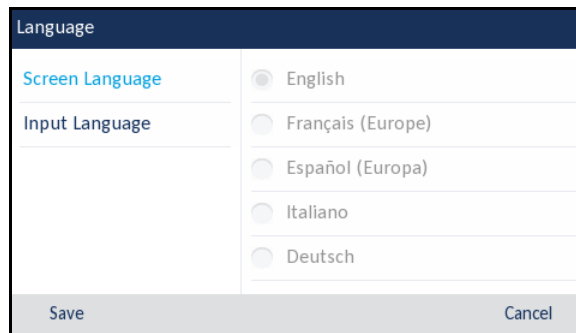 Language
Screen Language
Input Language
English
Français (Europe)
Español (Europa)
Italiano
Deutsch
Save
Cancel